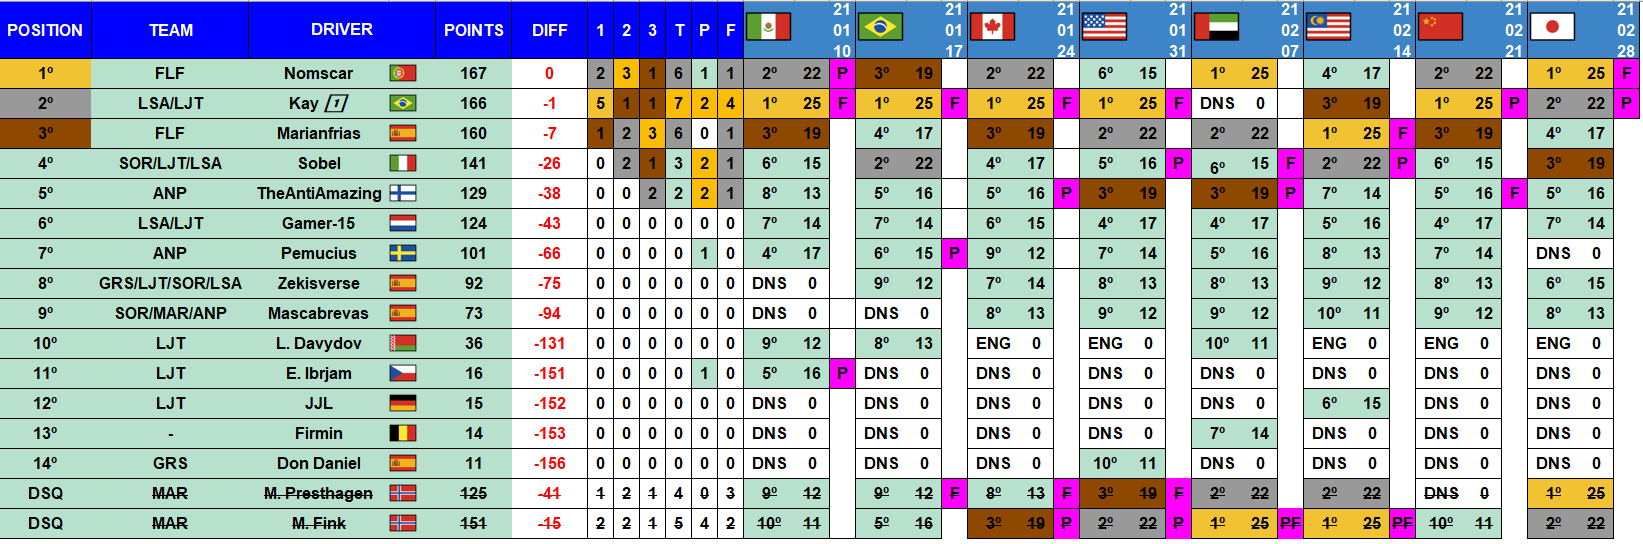 21 21 21 21 21 21 21 21
POSITION TEAM DRIVER POINTS DIFF 1 2 3 T P F 01 01 01 01 02 02 02 02
10 17 24 31 07 14 21 28
1º FLF Nomscar 167 0 2 3 1 6 1 1 2º 22 P 3º 19 2º 22 6º 15 1º 25 4º 17 2º 22 1º 25 F
2º LSA/LJT Kay 1 166 -1 5 1 1 7 2 4 1º 25 F 1º 25 F 1º 25 F 1º 25 F DNS 0 3º 19 1º 25 P 2º 22 P
3º FLF Marianfrias 160 -7 1 2 3 6 0 1 3º 19 4º 17 3º 19 2º 22 2º 22 1º 25 F 3º 19 4º 17
4º SOR/LJT/LSA Sobel 141 -26 0 2 1 3 2 1 6º 15 2º 22 4º 17 5º 16 P 6º 15 F 2º 22 P 6º 15 3º 19
5º ANP TheAntiAmazing 129 -38 0 0 2 2 2 1 8º 13 5º 16 5º 16 P 3º 19 3º 19 P 7º 14 5º 16 F 5º 16
6º LSA/LJT Gamer-15 124 -43 0 0 0 0 0 0 7º 14 7º 14 6º 15 4º 17 4º 17 5º 16 4º 17 7º 14
7º ANP Pemucius 101 -66 0 0 0 0 1 0 4º 17 6º 15 P 9º 12 7º 14 5º 16 8º 13 7º 14 DNS 0
8º GRS/LJT/SOR/LSA Zekisverse 92 -75 0 0 0 0 0 0 DNS 0 9º 12 7º 14 8º 13 8º 13 9º 12 8º 13 6º 15
9º SOR/MAR/ANP Mascabrevas 73 -94 0 0 0 0 0 0 DNS 0 DNS 0 8º 13 9º 12 9º 12 10º 11 9º 12 8º 13
10º LJT L. Davydov 36 -131 0 0 0 0 0 0 9º 12 8º 13 ENG 0 ENG 0 10º 11 ENG 0 ENG 0 ENG 0
11º LJT E. Ibrjam 16 -151 0 0 0 0 1 0 5º 16 P DNS 0 DNS 0 DNS 0 DNS 0 DNS 0 DNS 0 DNS 0
12º LJT JJL 15 -152 0 0 0 0 0 0 DNS 0 DNS 0 DNS 0 DNS 0 DNS 0 6º 15 DNS 0 DNS 0
13º - Firmin 14 -153 0 0 0 0 0 0 DNS 0 DNS 0 DNS 0 DNS 0 7º 14 DNS 0 DNS 0 DNS 0
14º GRS Don Daniel 11 -156 0 0 0 0 0 0 DNS 0 DNS 0 DNS 0 10º 11 DNS 0 DNS 0 DNS 0 DNS 0
DSQ MAR M. Presthagen 125 -41 1 2 1 4 0 3 9º 12 9º 12 F 8º 13 F 3º 19 F 2º 22 2º 22 DNS 0 1º 25
DSQ MAR M. Fink 151 -15 2 2 1 5 4 2 10º 11 5º 16 3º 19 P 2º 22 P 1º 25 PF 1º 25 PF 10º 11 2º 22